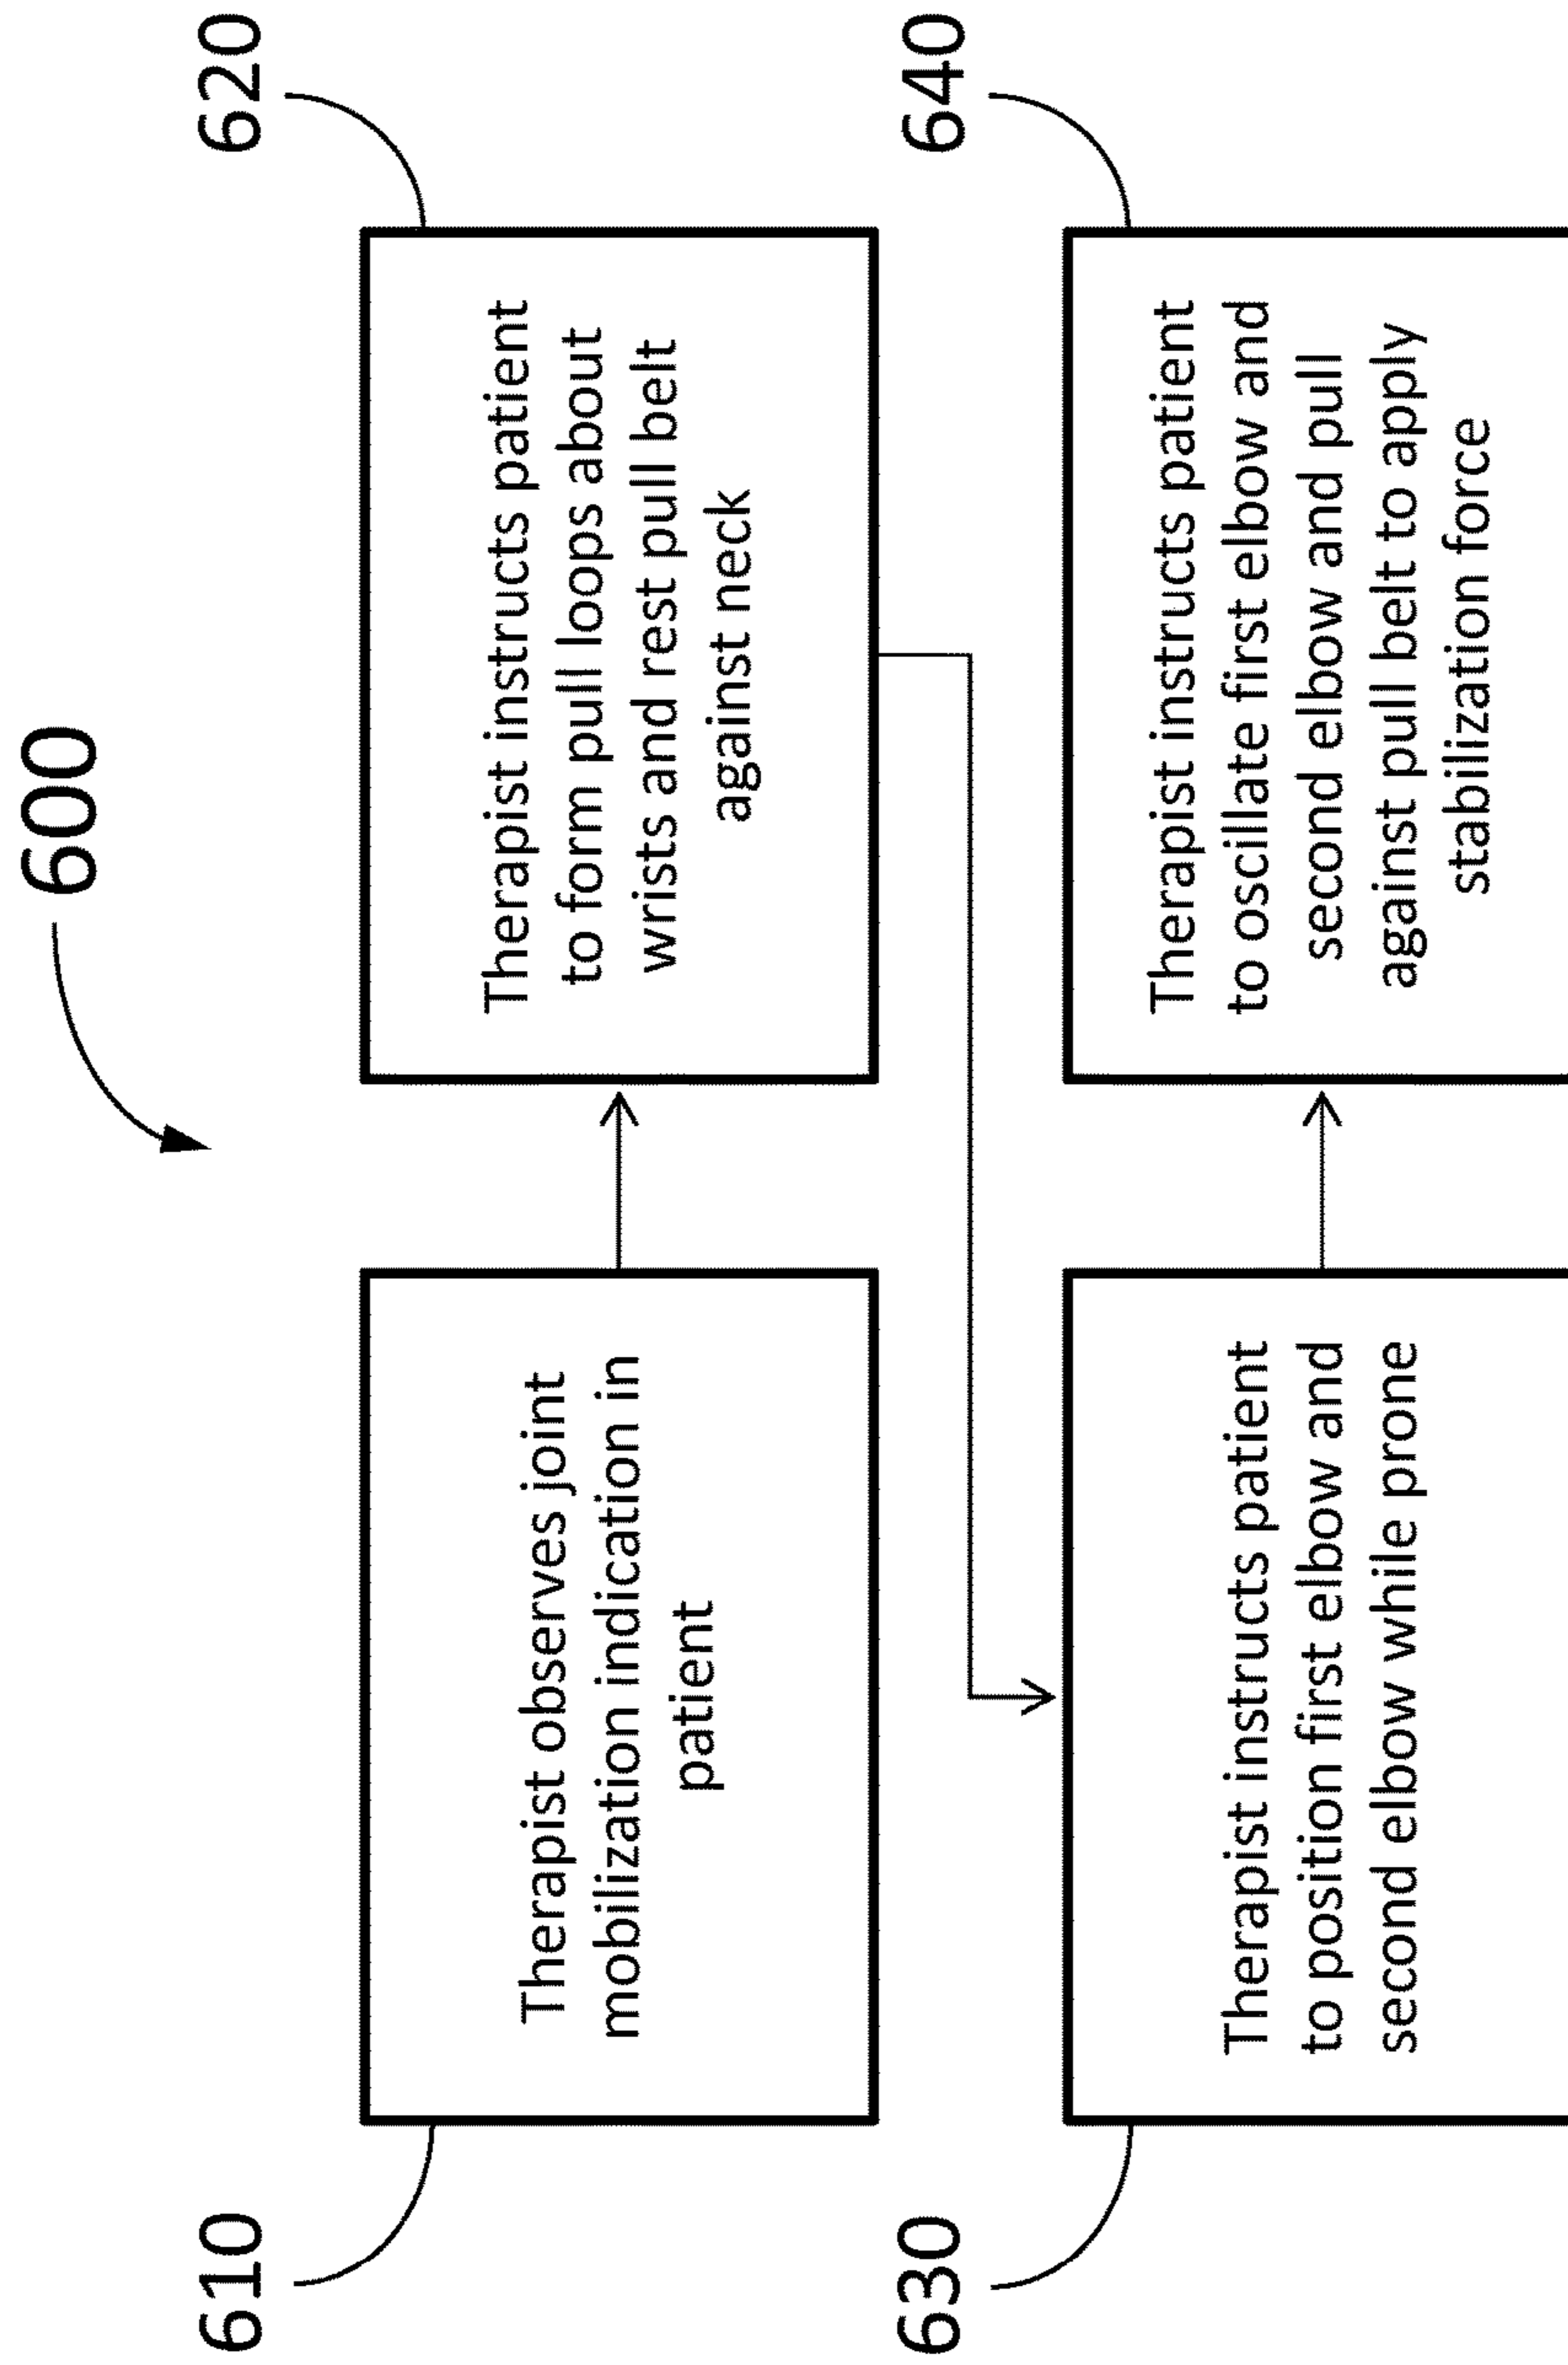 600
610
Therapist observes joint
mobilization indication in
patient
620
Therapist instructs patient
to form pull loops about
wrists and rest pull belt
against neck
630
Therapist instructs patient
to position first elbow and
second elbow while prone
640
Therapist instructs patient
to oscillate first elbow and
second elbow and pull
against pull belt to apply
stabilization force